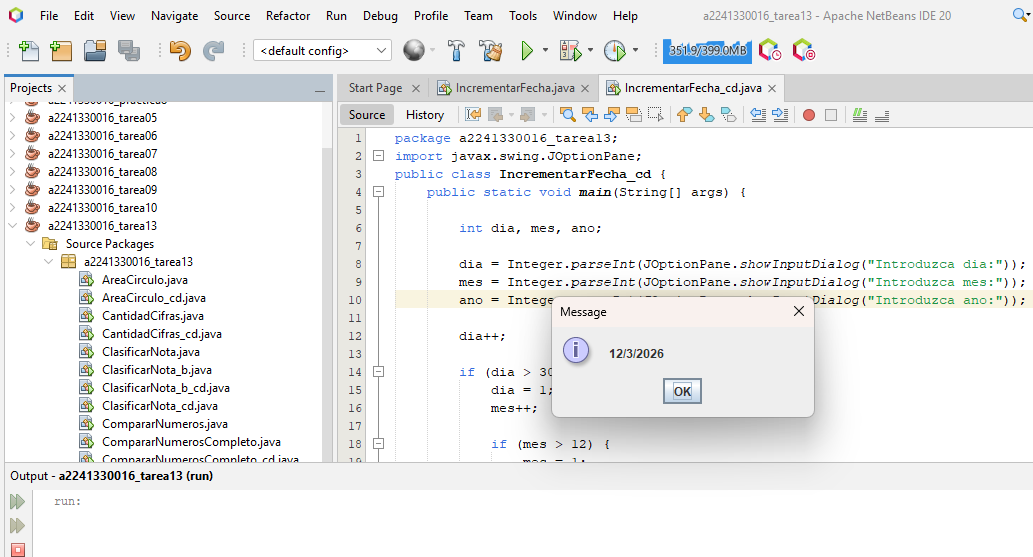 File Edit View Navigate Source Refactor Run Debug Profile Team Tools Window Help a2241330016_tarea13 - Apache NetBeans IDE 20
<default config> 351.9/399.0MB
Projects Start Page IncrementarFecha.java IncrementarFecha_cd.java
Source History
a2241330016_tarea05
a2241330016_tarea06
a2241330016_tarea07
a2241330016_tarea08
a2241330016_tarea09
a2241330016_tarea10
a2241330016_tarea13
Source Packages
a2241330016_tarea13
AreaCirculo.java
AreaCirculo_cd.java
CantidadCifras.java
CantidadCifras_cd.java
ClasificarNota.java
ClasificarNota_b.java
ClasificarNota_b_cd.java
ClasificarNota_cd.java
CompararNumeros.java
CompararNumerosCompleto.java
CompararNumerosCompleto_cd.java
1 package a2241330016_tarea13;
2 import javax.swing.JOptionPane;
3 public class IncrementarFecha_cd {
4 public static void main(String[] args) {
5
6 int dia, mes, ano;
7
8 dia = Integer.parseInt(JOptionPane.showInputDialog("Introduzca dia:"));
9 mes = Integer.parseInt(JOptionPane.showInputDialog("Introduzca mes:"));
10 ano = Integer Dialog("Introduzca ano:"));
11
12 dia++;
13
14 if (dia > 30
15 dia = 1;
16 mes++;
17
18 if (mes > 12) {
19 mes = 1;
Message
12/3/2026
OK
Output - a2241330016_tarea13 (run)
run: